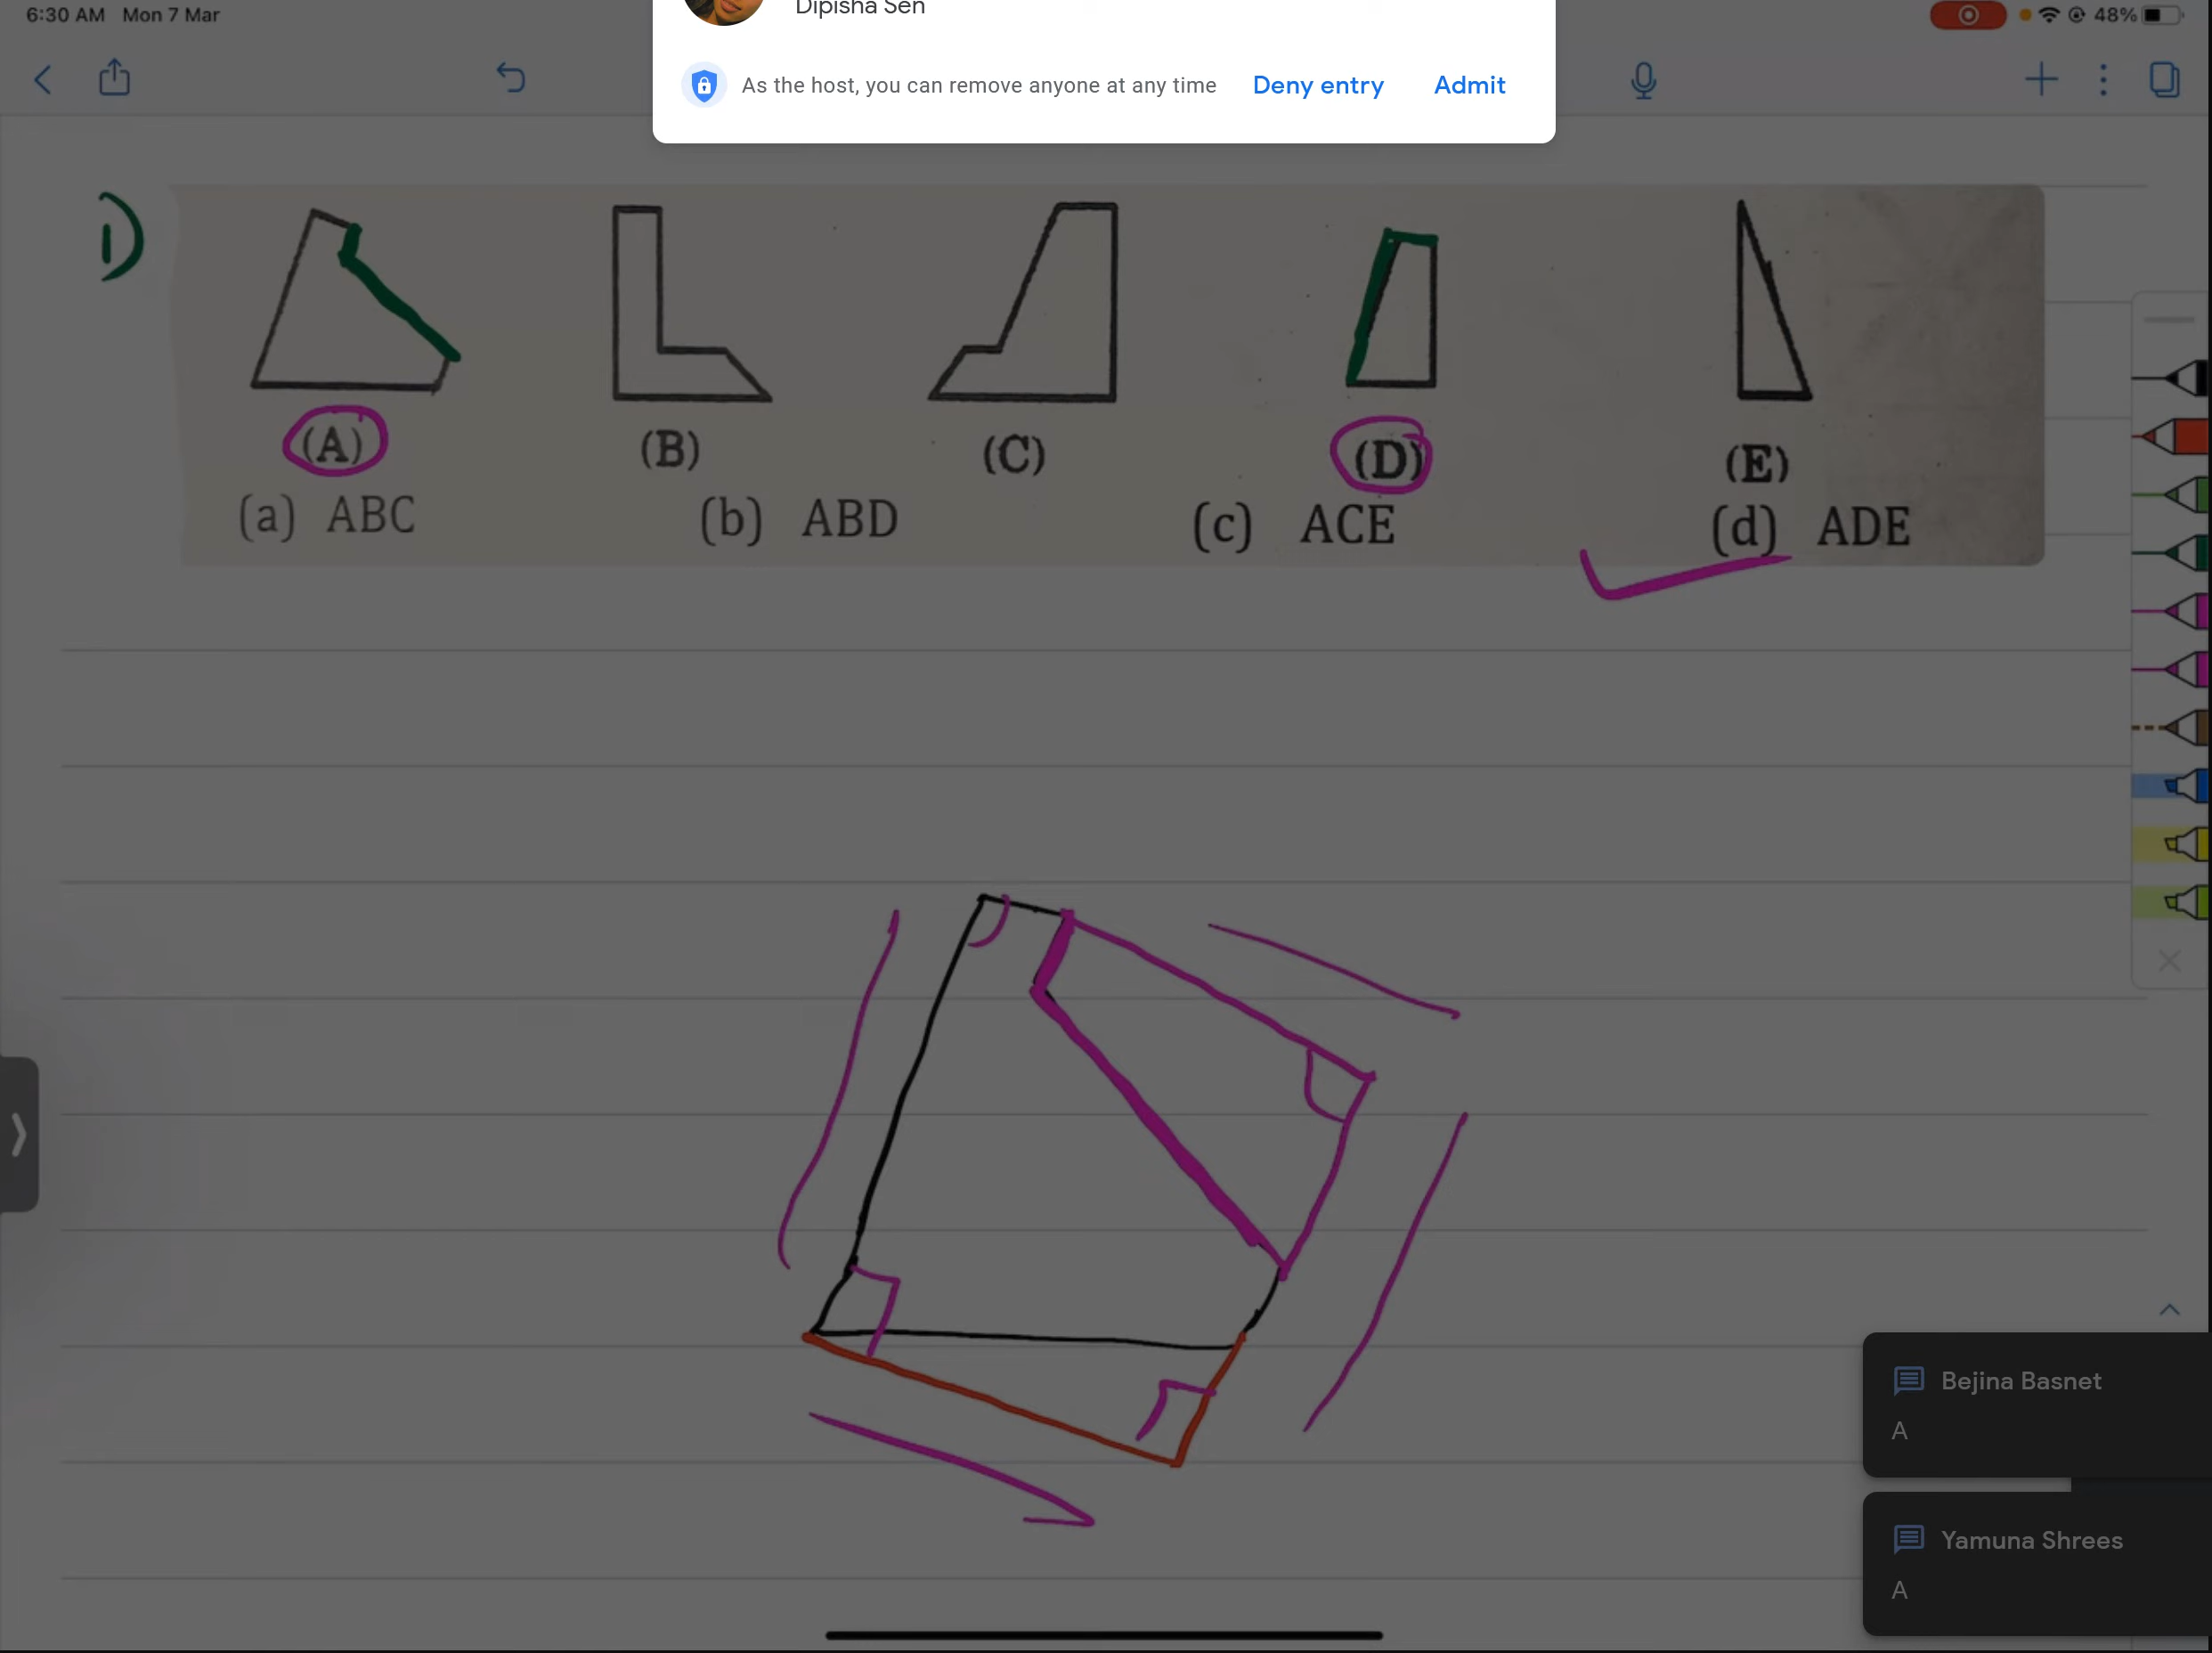 6:30 AM Mon 7 Mar
48%
Dipisha Sen
As the host, you can remove anyone at any time Deny entry Admit
1)
(A) (B) (C) (D) (E)
(a) ABC (b) ABD (c) ACE (d) ADE
Bejina Basnet
A
Yamuna Shrees
A